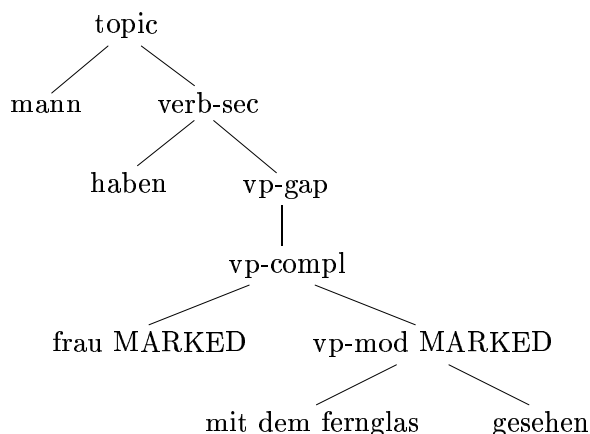 topic
mann verb-sec
haben vp-gap
vp-compl
frau MARKED vp-mod MARKED
mit dem fernglas gesehen